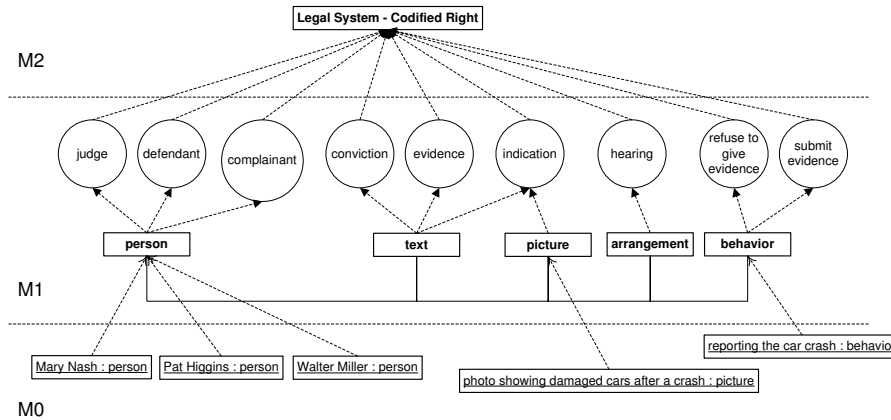 Legal System - Codified Right
M2
judge
defendant
complainant
conviction
evidence
indication
hearing
refuse to
give
evidence
submit
evidence
person
text
picture
arrangement
behavior
M1
Mary Nash : person
Pat Higgins : person
Walter Miller : person
photo showing damaged cars after a crash : picture
reporting the car crash : behavio
M0